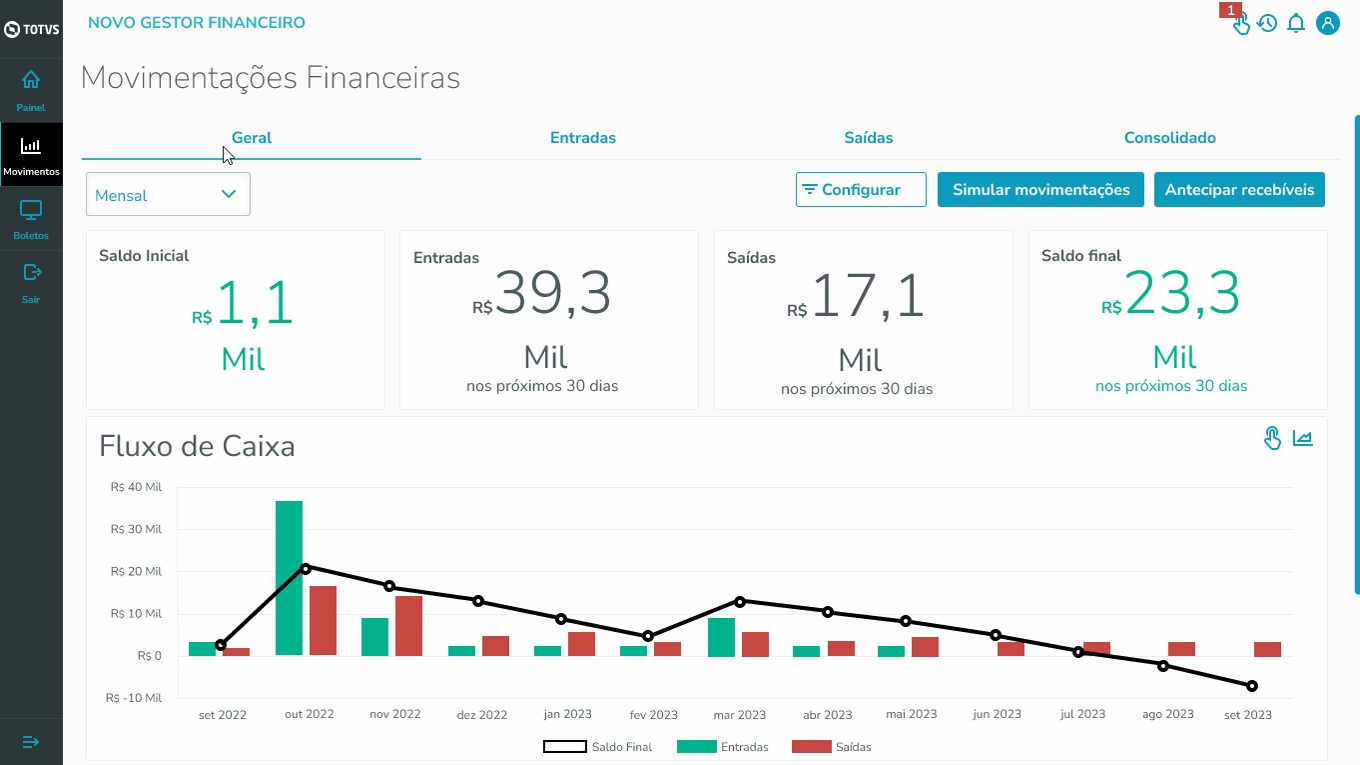 TOTVS
NOVO GESTOR FINANCEIRO
1
Painel
Movimentos
Boletos
Sair
Movimentações Financeiras
Geral
Entradas
Saídas
Consolidado
Mensal
Configurar
Simular movimentações
Antecipar recebíveis
Saldo Inicial
R$ 1,1
Mil
Entradas
R$ 39,3
Mil
nos próximos 30 dias
Saídas
R$ 17,1
Mil
nos próximos 30 dias
Saldo final
R$ 23,3
Mil
nos próximos 30 dias
Fluxo de Caixa
R$ 40 Mil
R$ 30 Mil
R$ 20 Mil
R$ 10 Mil
R$ 0
R$ -10 Mil
set 2022
out 2022
nov 2022
dez 2022
jan 2023
fev 2023
mar 2023
abr 2023
mai 2023
jun 2023
jul 2023
ago 2023
set 2023
Saldo Final
Entradas
Saídas